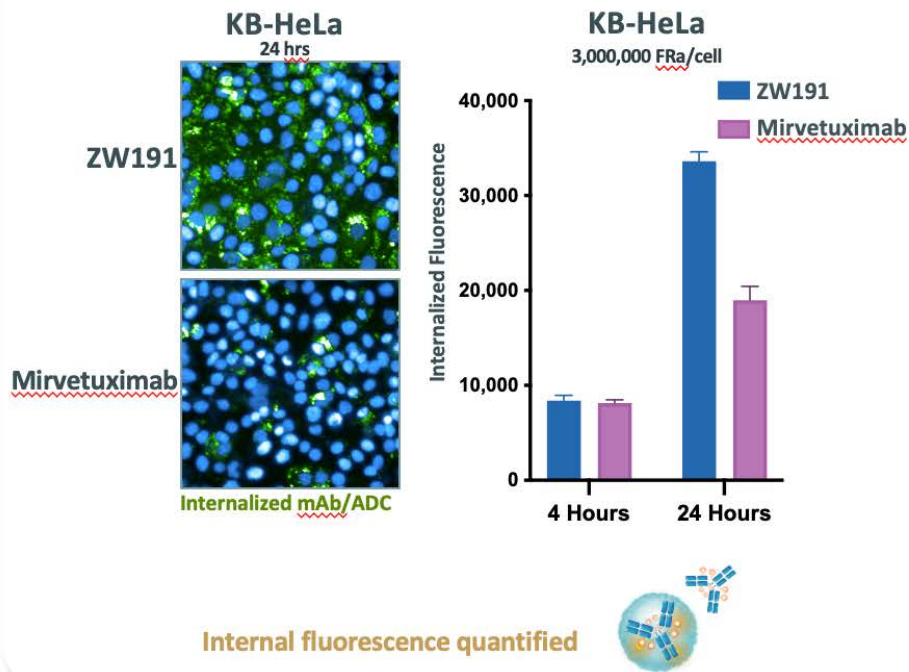 KB-HeLa
24 hrs
ZW191
Mirvetuximab
Internalized mAb/ADC
KB-HeLa
3,000,000 FRa/cell
ZW191
Mirvetuximab
Internalized Fluorescence
40,000
30,000
20,000
10,000
0
4 Hours
24 Hours
Internal fluorescence quantified